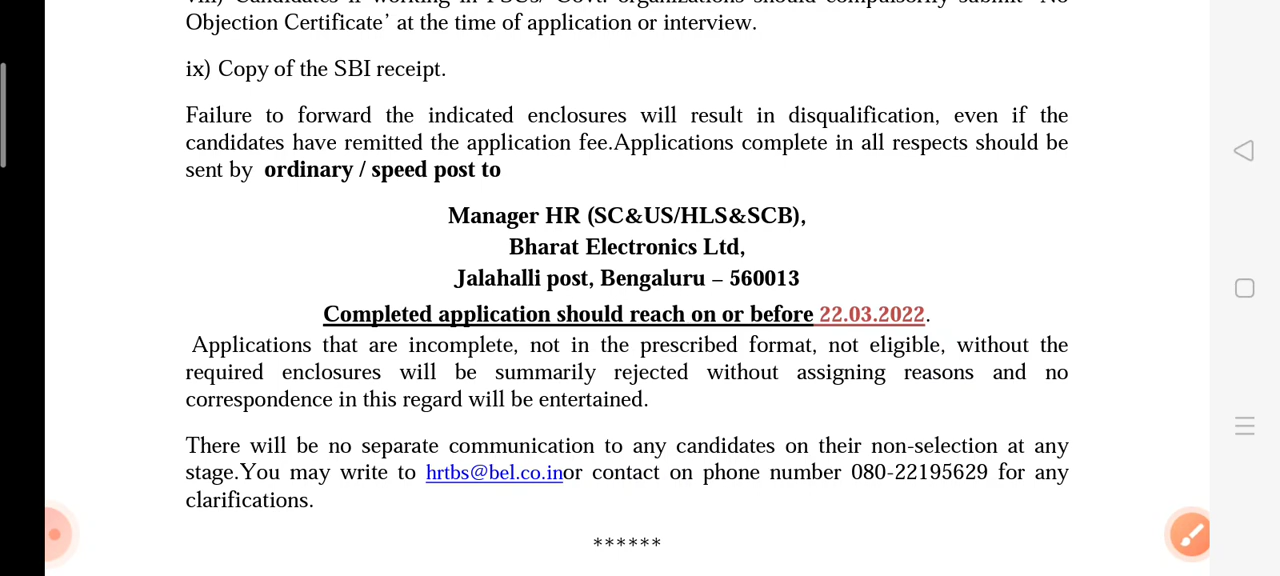 Objection Certificate’ at the time of application or interview.
ix) Copy of the SBI receipt.
Failure to forward the indicated enclosures will result in disqualification, even if the
candidates have remitted the application fee.Applications complete in all respects should be
sent by ordinary / speed post to
Manager HR (SC&US/HLS&SCB),
Bharat Electronics Ltd,
Jalahalli post, Bengaluru – 560013
Completed application should reach on or before 22.03.2022.
Applications that are incomplete, not in the prescribed format, not eligible, without the
required enclosures will be summarily rejected without assigning reasons and no
correspondence in this regard will be entertained.
There will be no separate communication to any candidates on their non-selection at any
stage.You may write to hrtbs@bel.co.inor contact on phone number 080-22195629 for any
clarifications.
******